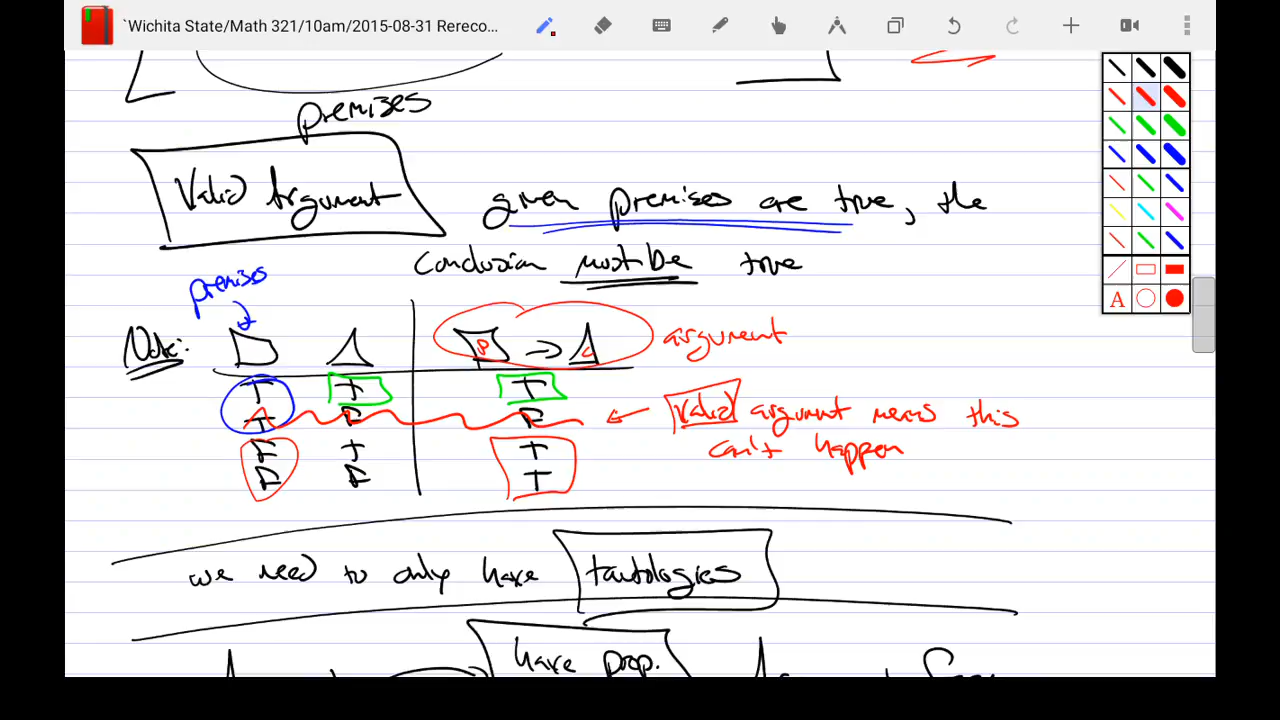 `Wichita State/Math 321/10am/2015-08-31 Rereco...
premises
Valid Argument
given premises are true, the
conclusion must be true
premises
Note:
P → C argument
T T T
T F F
Valid argument means this
can't happen
F T T
F F T
we need to only have tautologies
have prop.
A